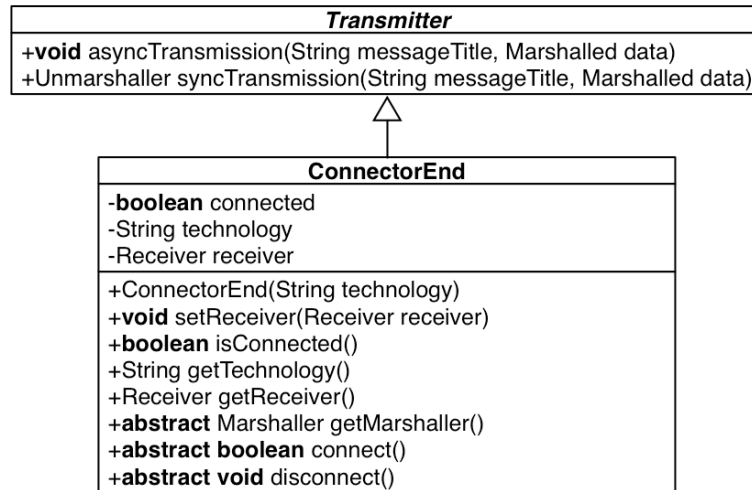 Transmitter
+void asyncTransmission(String messageTitle, Marshalled data)
+Unmarshaller syncTransmission(String messageTitle, Marshalled data)
ConnectorEnd
-boolean connected
-String technology
-Receiver receiver
+ConnectorEnd(String technology)
+void setReceiver(Receiver receiver)
+boolean isConnected()
+String getTechnology()
+Receiver getReceiver()
+abstract Marshaller getMarshaller()
+abstract boolean connect()
+abstract void disconnect()